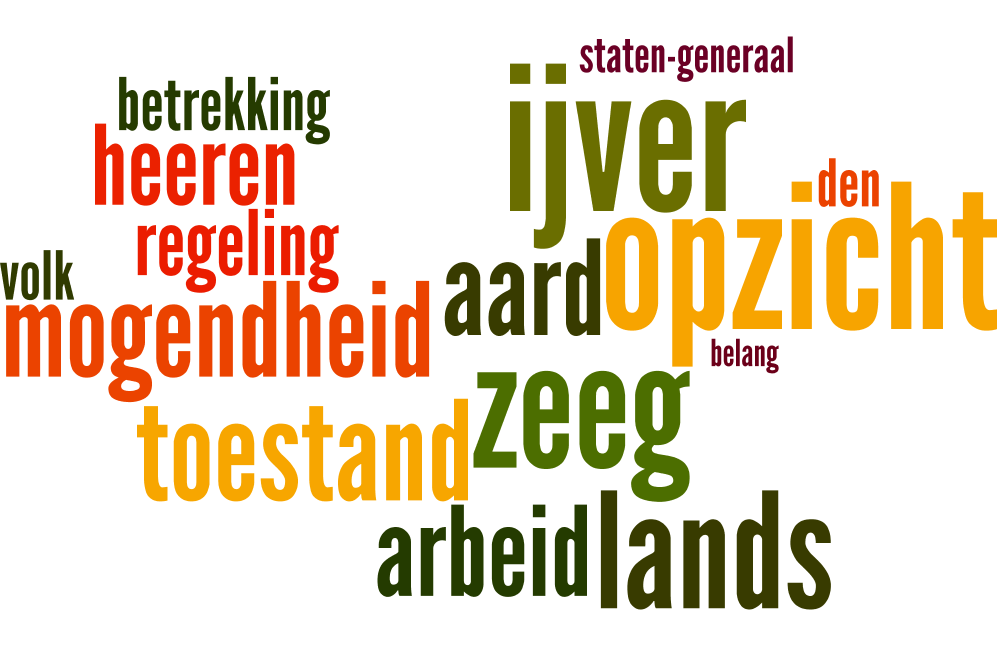 staten-generaal
betrekking
ijver
heeren
den
regeling
opzicht
volk
aard
mogendheid
belang
zeeg
toestand
arbeid
lands